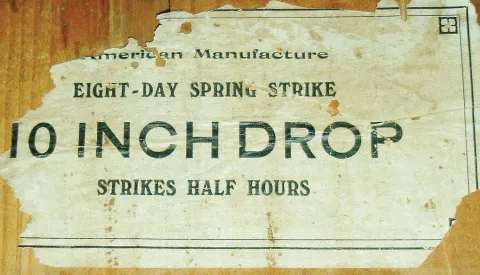 American Manufacture
EIGHT-DAY SPRING STRIKE
10 INCH DROP
STRIKES HALF HOURS